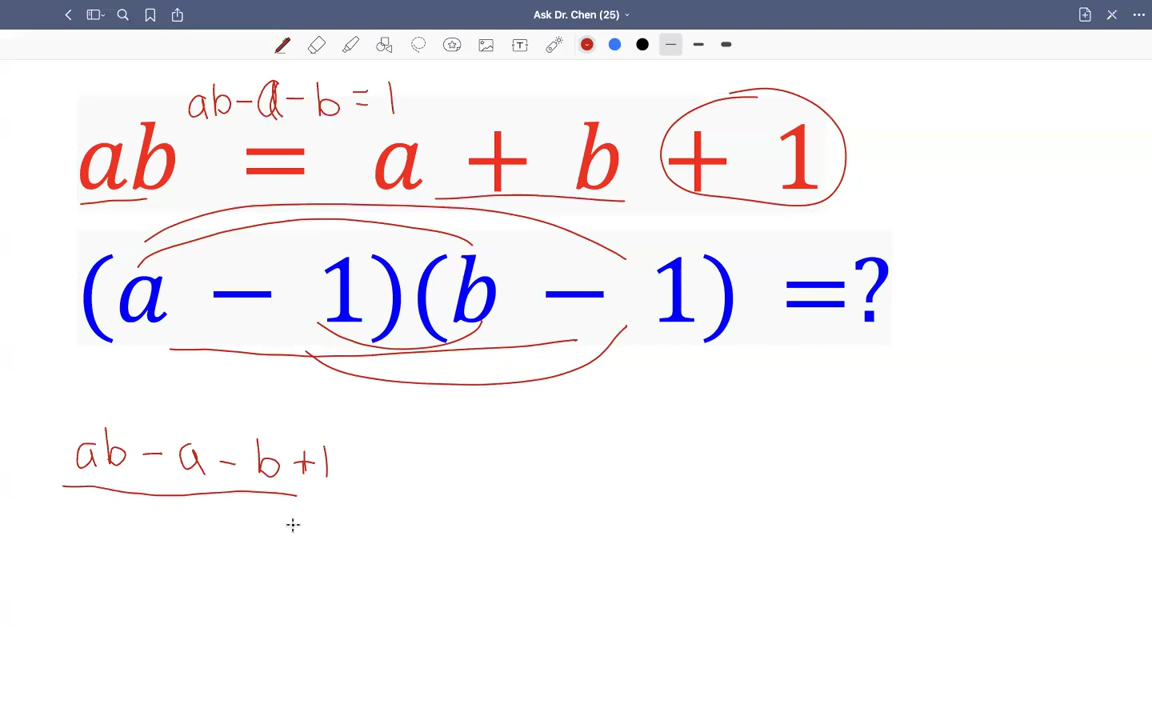 Ask Dr. Chen (25)
ab - a - b = 1
ab = a + b + 1
(a - 1)(b - 1) =?
ab - a - b + 1